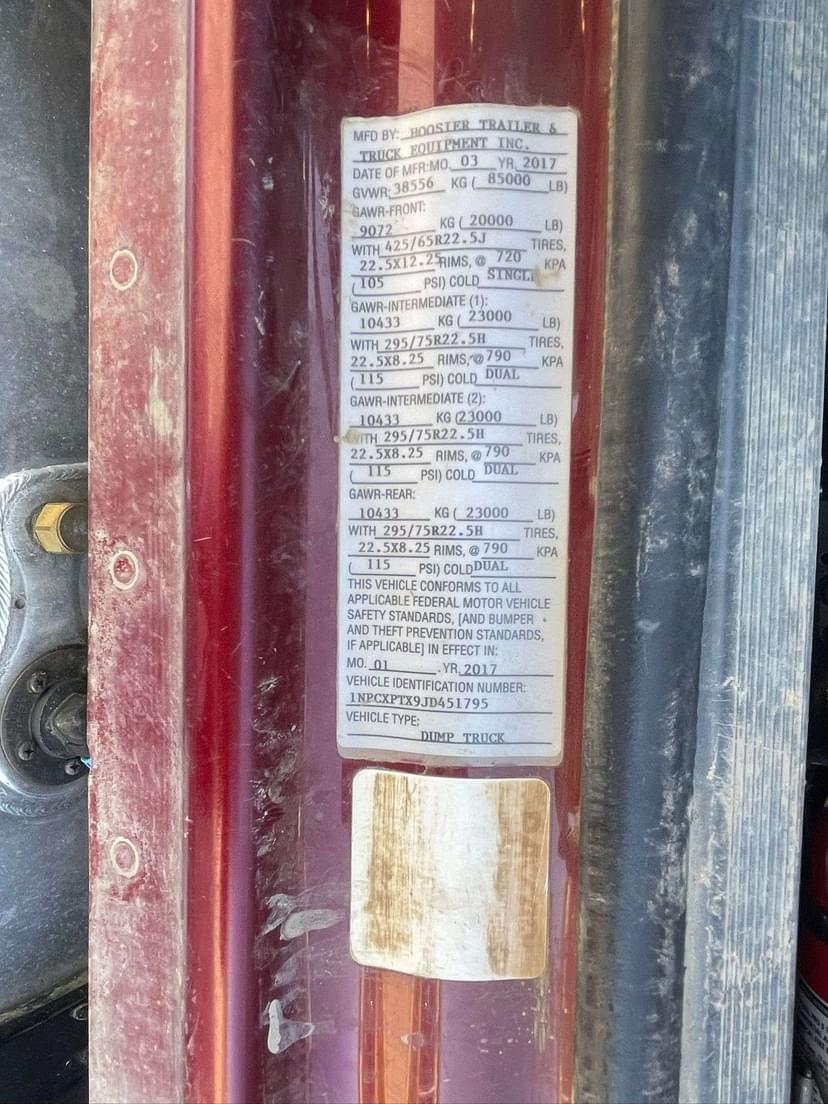 MFD BY: HOOSIER TRAILER &
TRUCK EQUIPMENT INC.
DATE OF MFR: MO. 03 YR. 2017
GVWR: 38556 KG ( 85000 LB)
GAWR-FRONT:
9072 KG ( 20000 LB)
WITH 425/65R22.5J TIRES,
22.5X12.25 RIMS, @ 720 KPA
( 105 PSI) COLD SINGLE
GAWR-INTERMEDIATE (1):
10433 KG ( 23000 LB)
WITH 295/75R22.5H TIRES,
22.5X8.25 RIMS, @ 790 KPA
( 115 PSI) COLD DUAL
GAWR-INTERMEDIATE (2):
10433 KG (23000 LB)
WITH 295/75R22.5H TIRES,
22.5X8.25 RIMS, @ 790 KPA
( 115 PSI) COLD DUAL
GAWR-REAR:
10433 KG ( 23000 LB)
WITH 295/75R22.5H TIRES,
22.5X8.25 RIMS, @ 790 KPA
( 115 PSI) COLD DUAL
THIS VEHICLE CONFORMS TO ALL
APPLICABLE FEDERAL MOTOR VEHICLE
SAFETY STANDARDS, [AND BUMPER
AND THEFT PREVENTION STANDARDS,
IF APPLICABLE] IN EFFECT IN:
MO. 01 YR. 2017
VEHICLE IDENTIFICATION NUMBER:
1NPCXPTX9JD451795
VEHICLE TYPE:
DUMP TRUCK